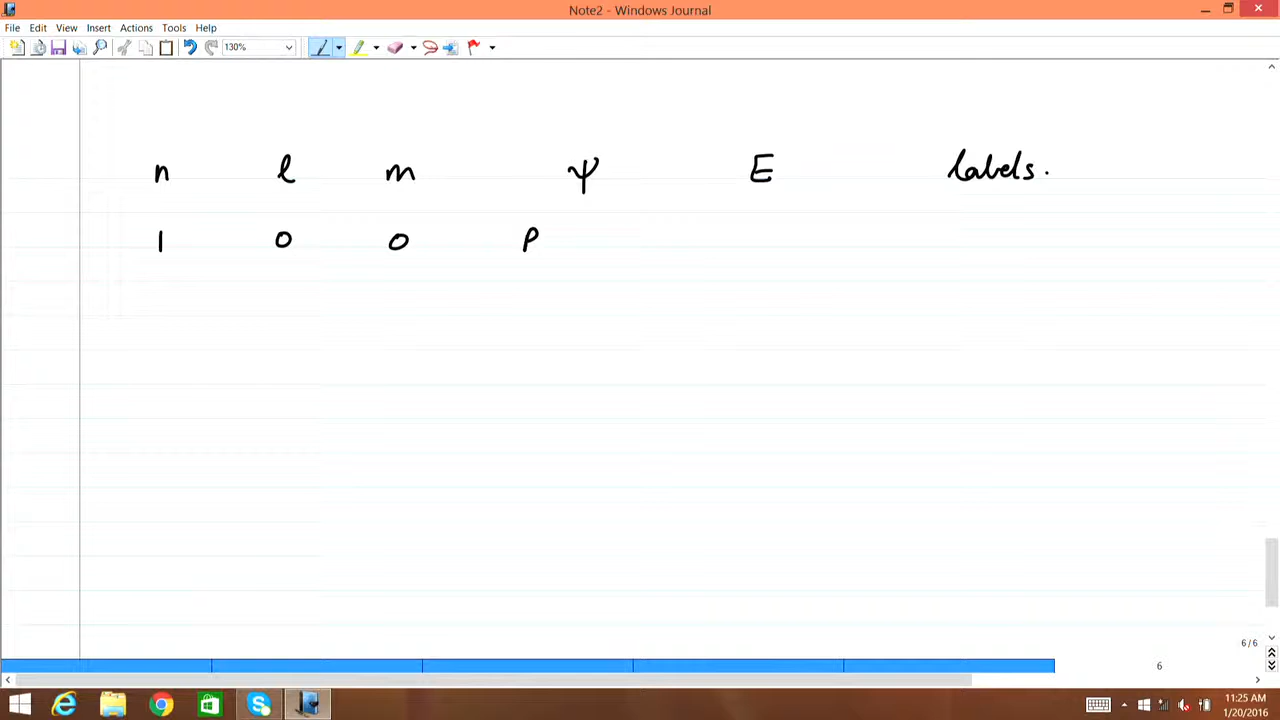 Note2 - Windows Journal
File Edit View Insert Actions Tools Help
130%
n l m ψ E labels.
1 0 0 P
6 / 6
6
11:25 AM
1/20/2016